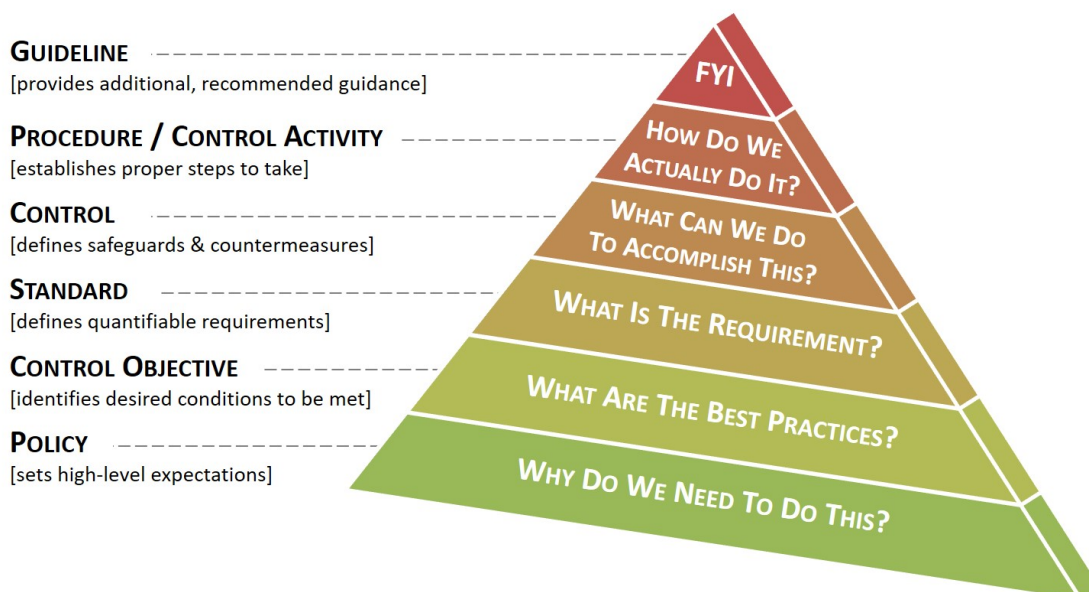 GUIDELINE
[provides additional, recommended guidance]
FYI
PROCEDURE / CONTROL ACTIVITY
[establishes proper steps to take]
HOW DO WE
ACTUALLY DO IT?
CONTROL
[defines safeguards & countermeasures]
WHAT CAN WE DO
TO ACCOMPLISH THIS?
STANDARD
[defines quantifiable requirements]
WHAT IS THE REQUIREMENT?
CONTROL OBJECTIVE
[identifies desired conditions to be met]
WHAT ARE THE BEST PRACTICES?
POLICY
[sets high-level expectations]
WHY DO WE NEED TO DO THIS?